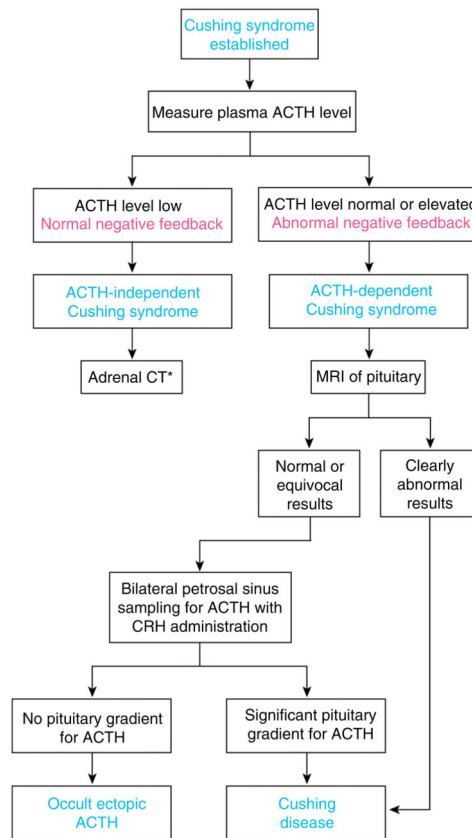 Cushing syndrome
established
Measure plasma ACTH level
ACTH level low
Normal negative feedback
ACTH level normal or elevated
Abnormal negative feedback
ACTH-independent
Cushing syndrome
ACTH-dependent
Cushing syndrome
Adrenal CT*
MRI of pituitary
Normal or
equivocal
results
Clearly
abnormal
results
Bilateral petrosal sinus
sampling for ACTH with
CRH administration
No pituitary gradient
for ACTH
Significant pituitary
gradient for ACTH
Occult ectopic
ACTH
Cushing
disease